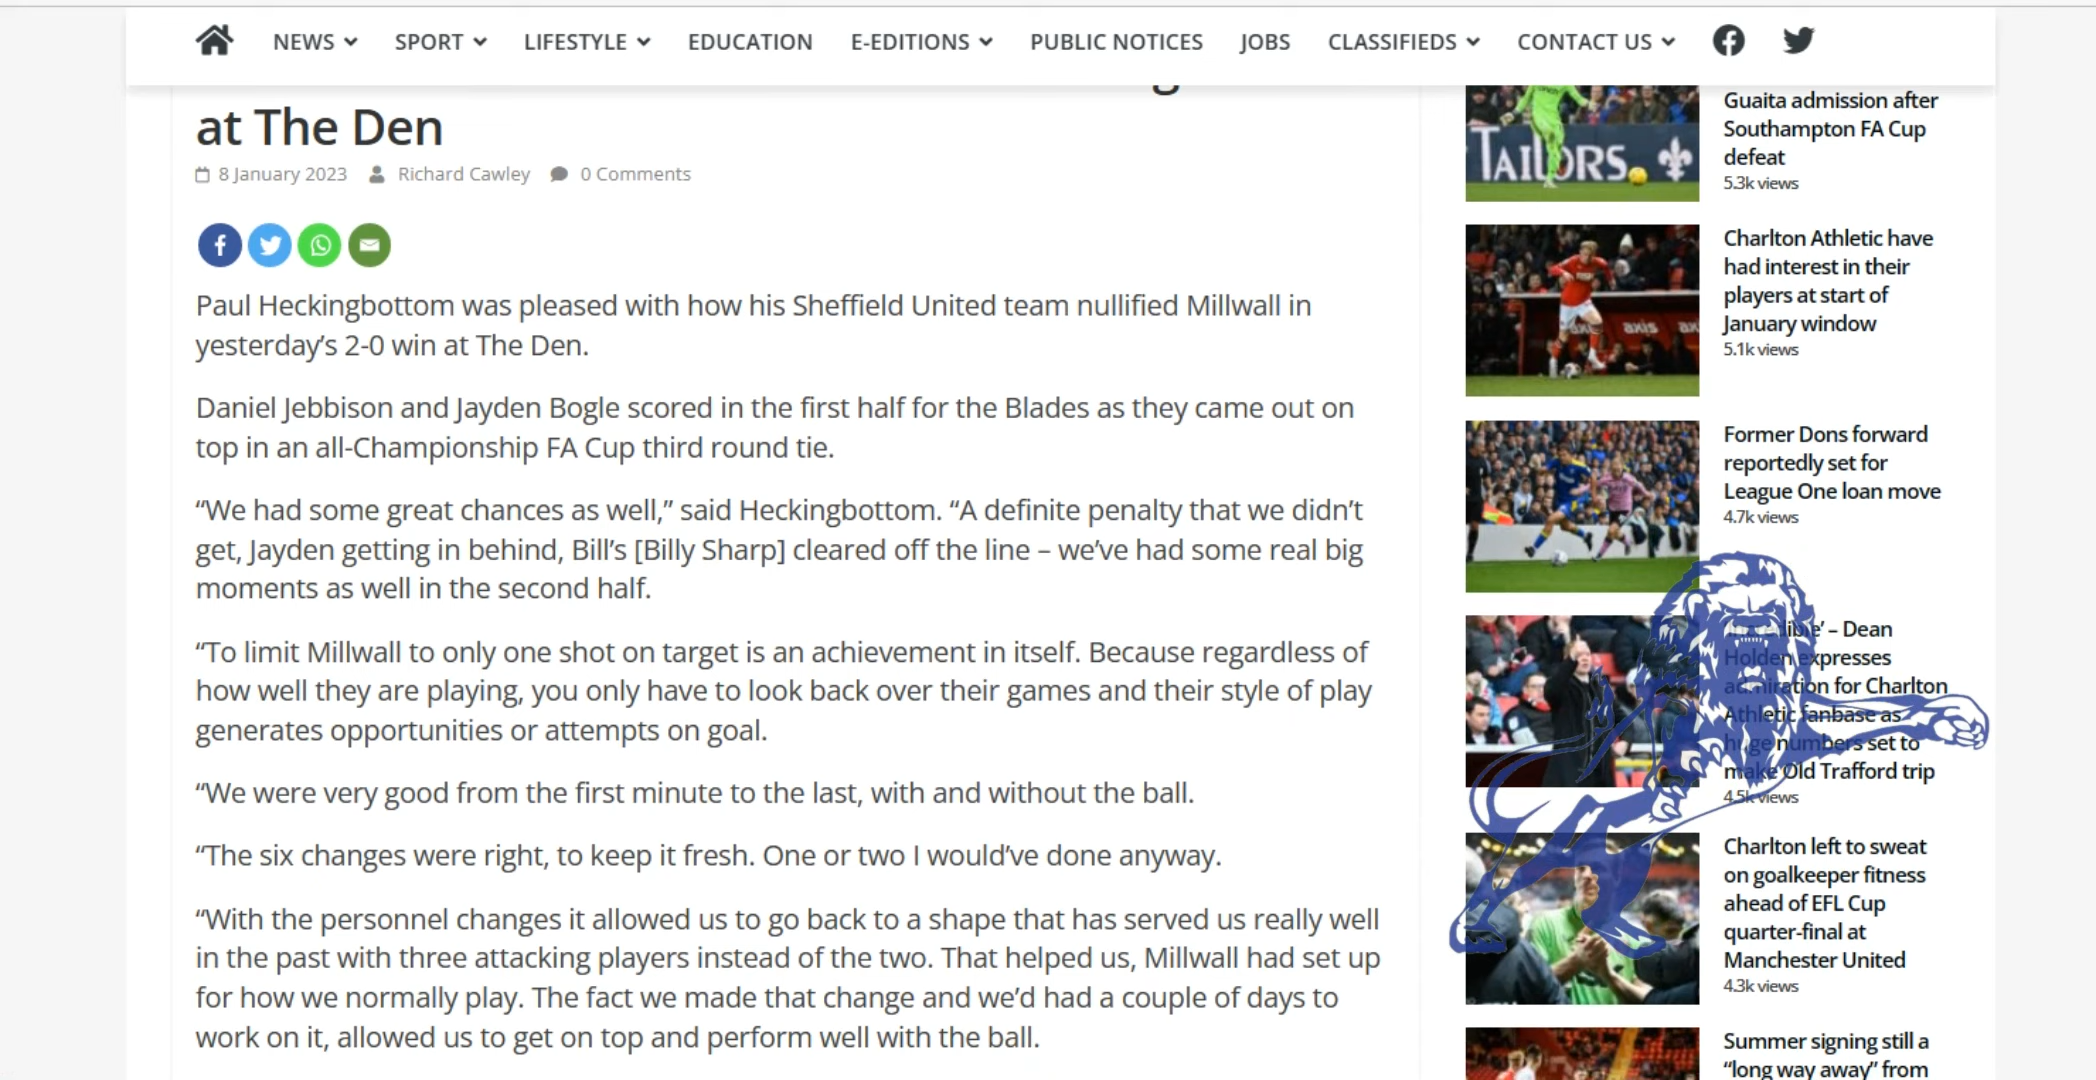 NEWS SPORT LIFESTYLE EDUCATION E-EDITIONS PUBLIC NOTICES JOBS CLASSIFIEDS CONTACT US
at The Den
8 January 2023 Richard Cawley 0 Comments
Paul Heckingbottom was pleased with how his Sheffield United team nullified Millwall in
yesterday’s 2-0 win at The Den.
Daniel Jebbison and Jayden Bogle scored in the first half for the Blades as they came out on
top in an all-Championship FA Cup third round tie.
“We had some great chances as well,” said Heckingbottom. “A definite penalty that we didn’t
get, Jayden getting in behind, Bill’s [Billy Sharp] cleared off the line – we’ve had some real big
moments as well in the second half.
“To limit Millwall to only one shot on target is an achievement in itself. Because regardless of
how well they are playing, you only have to look back over their games and their style of play
generates opportunities or attempts on goal.
“We were very good from the first minute to the last, with and without the ball.
“The six changes were right, to keep it fresh. One or two I would’ve done anyway.
“With the personnel changes it allowed us to go back to a shape that has served us really well
in the past with three attacking players instead of the two. That helped us, Millwall had set up
for how we normally play. The fact we made that change and we’d had a couple of days to
work on it, allowed us to get on top and perform well with the ball.
TAILORS
Guaita admission after
Southampton FA Cup
defeat
5.3k views
axis
Charlton Athletic have
had interest in their
players at start of
January window
5.1k views
Former Dons forward
reportedly set for
League One loan move
4.7k views
– Dean
Holden expresses
admiration for Charlton
Athletic fanbase as
huge numbers set to
make Old Trafford trip
4.5k views
Charlton left to sweat
on goalkeeper fitness
ahead of EFL Cup
quarter-final at
Manchester United
4.3k views
Summer signing still a
“long way away” from